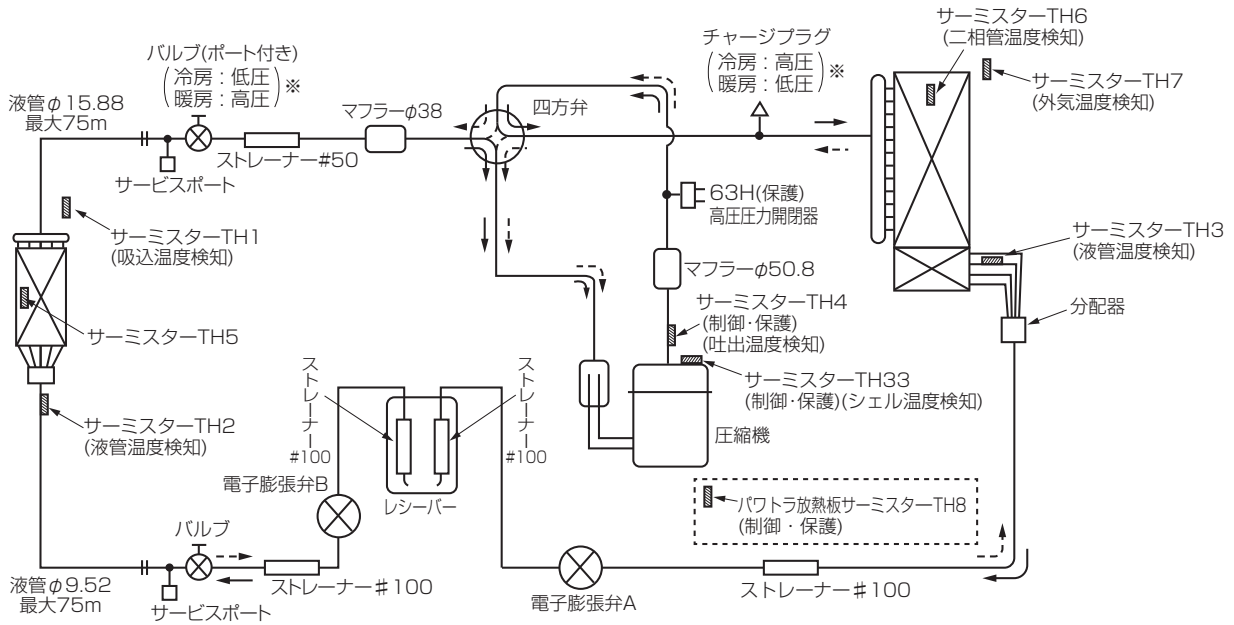 サーミスターTH6
(二相管温度検知)
バルブ(ポート付き)
冷房：低圧
暖房：高圧
※
チャージプラグ
冷房：高圧
暖房：低圧
※
サーミスターTH7
(外気温度検知)
液管φ15.88
最大75m
マフラーφ38
四方弁
ストレーナー#50
サービスポート
63H(保護)
高圧圧力開閉器
サーミスターTH1
(吸込温度検知)
サーミスターTH3
(液管温度検知)
マフラーφ50.8
サーミスターTH4
(制御･保護)
(吐出温度検知)
分配器
サーミスターTH5
ストレーナー
#100
ストレーナー
#100
サーミスターTH33
(制御･保護)(シェル温度検知)
サーミスターTH2
(液管温度検知)
圧縮機
電子膨張弁B
レシーバー
パワトラ放熱板サーミスターTH8
(制御・保護)
バルブ
液管φ9.52
最大75m
ストレーナー＃100
サービスポート
電子膨張弁A
ストレーナー＃100